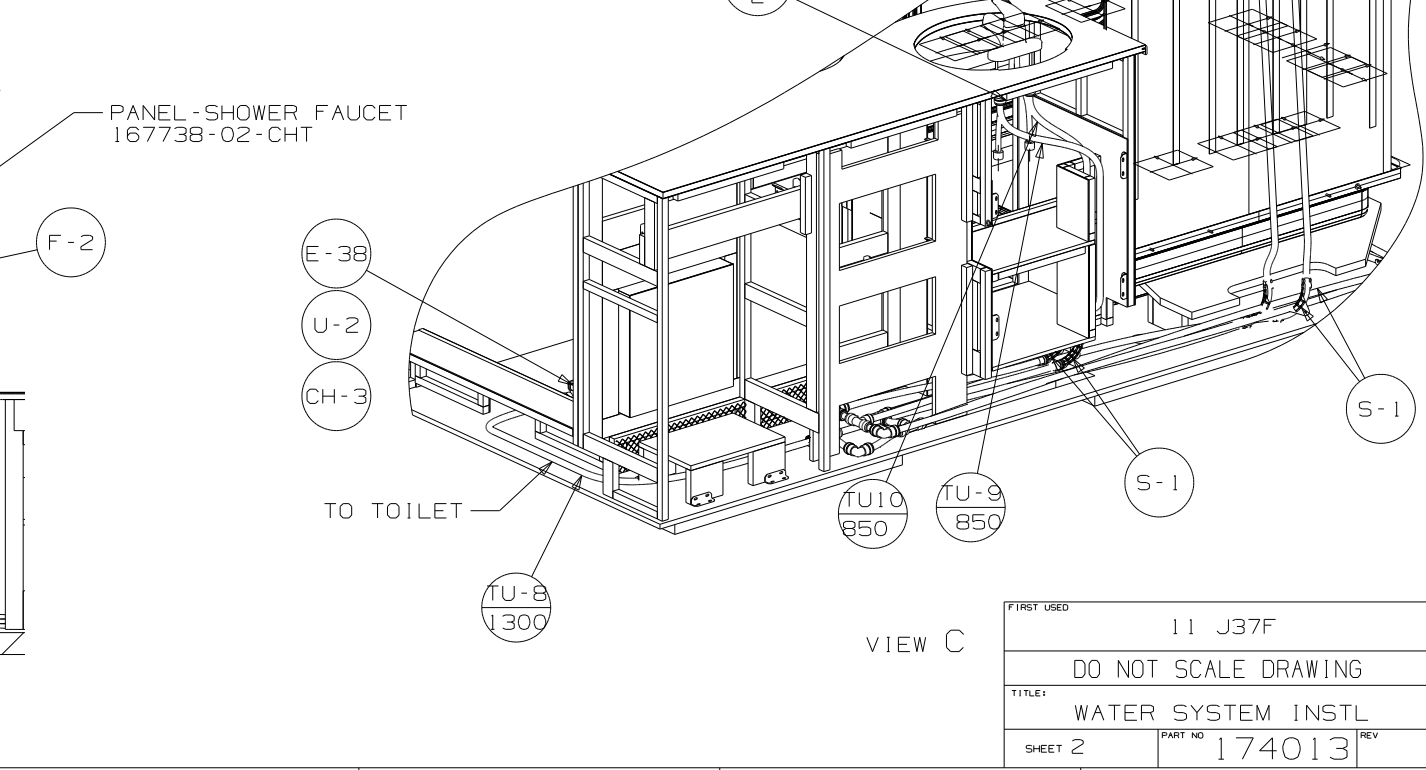 PANEL-SHOWER FAUCET
167738-02-CHT
F-2
E-38
U-2
CH-3
S-1
S-1
TO TOILET
TU10
850
TU-9
850
TU-8
1300
VIEW C
FIRST USED
11 J37F
DO NOT SCALE DRAWING
TITLE:
WATER SYSTEM INSTL
SHEET 2
PART NO
174013
REV